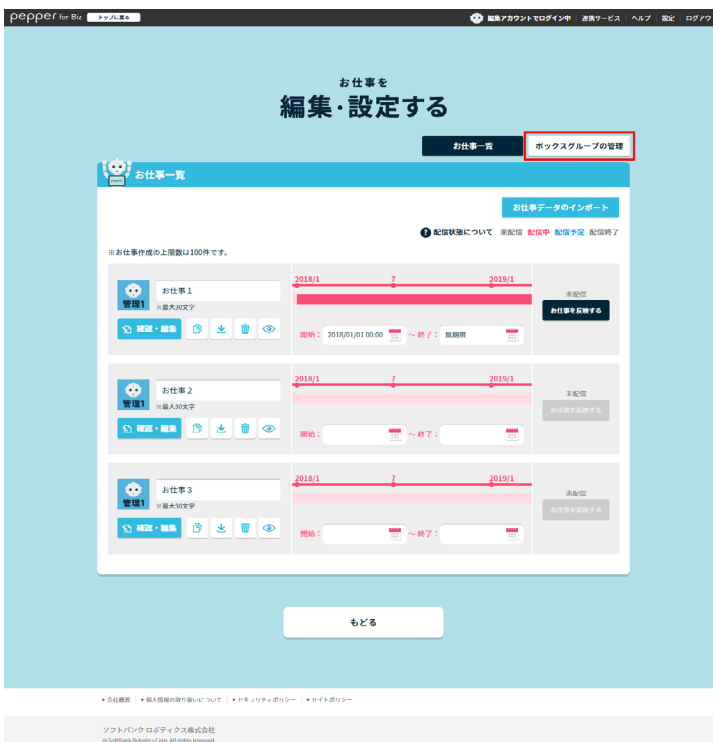 pepper for Biz トップに戻る 編集アカウントでログイン中 連携サービス ヘルプ 設定 ログアウ
お仕事を
編集・設定する
お仕事一覧 ボックスグループの管理
お仕事一覧
お仕事データのインポート
? 配信状態について 未配信 配信中 配信予定 配信終了
※お仕事作成の上限数は100件です。
2018/1 7 2019/1
お仕事1
管理1 ※最大30文字
未配信
お仕事を反映する
確認・編集
開始： 2018/01/01 00:00 ～ 終了： 無期限
2018/1 7 2019/1
お仕事2
管理1 ※最大30文字
未配信
お仕事を反映する
確認・編集
開始： ～ 終了：
2018/1 7 2019/1
お仕事3
管理1 ※最大30文字
未配信
お仕事を反映する
確認・編集
開始： ～ 終了：
もどる
会社概要 個人情報の取り扱いについて セキュリティポリシー サイトポリシー
ソフトバンク ロボティクス株式会社
© SoftBank Robotics Corp. All rights reserved.